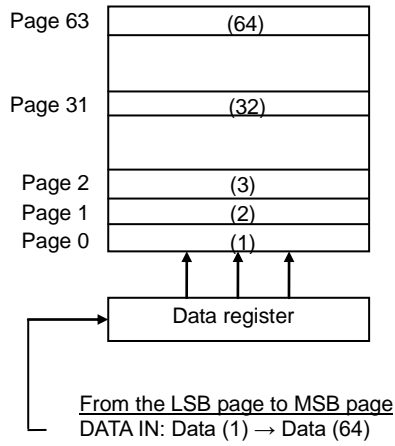 Page 63 (64)
Page 31 (32)
Page 2 (3)
Page 1 (2)
Page 0 (1)
Data register
From the LSB page to MSB page
DATA IN: Data (1) → Data (64)